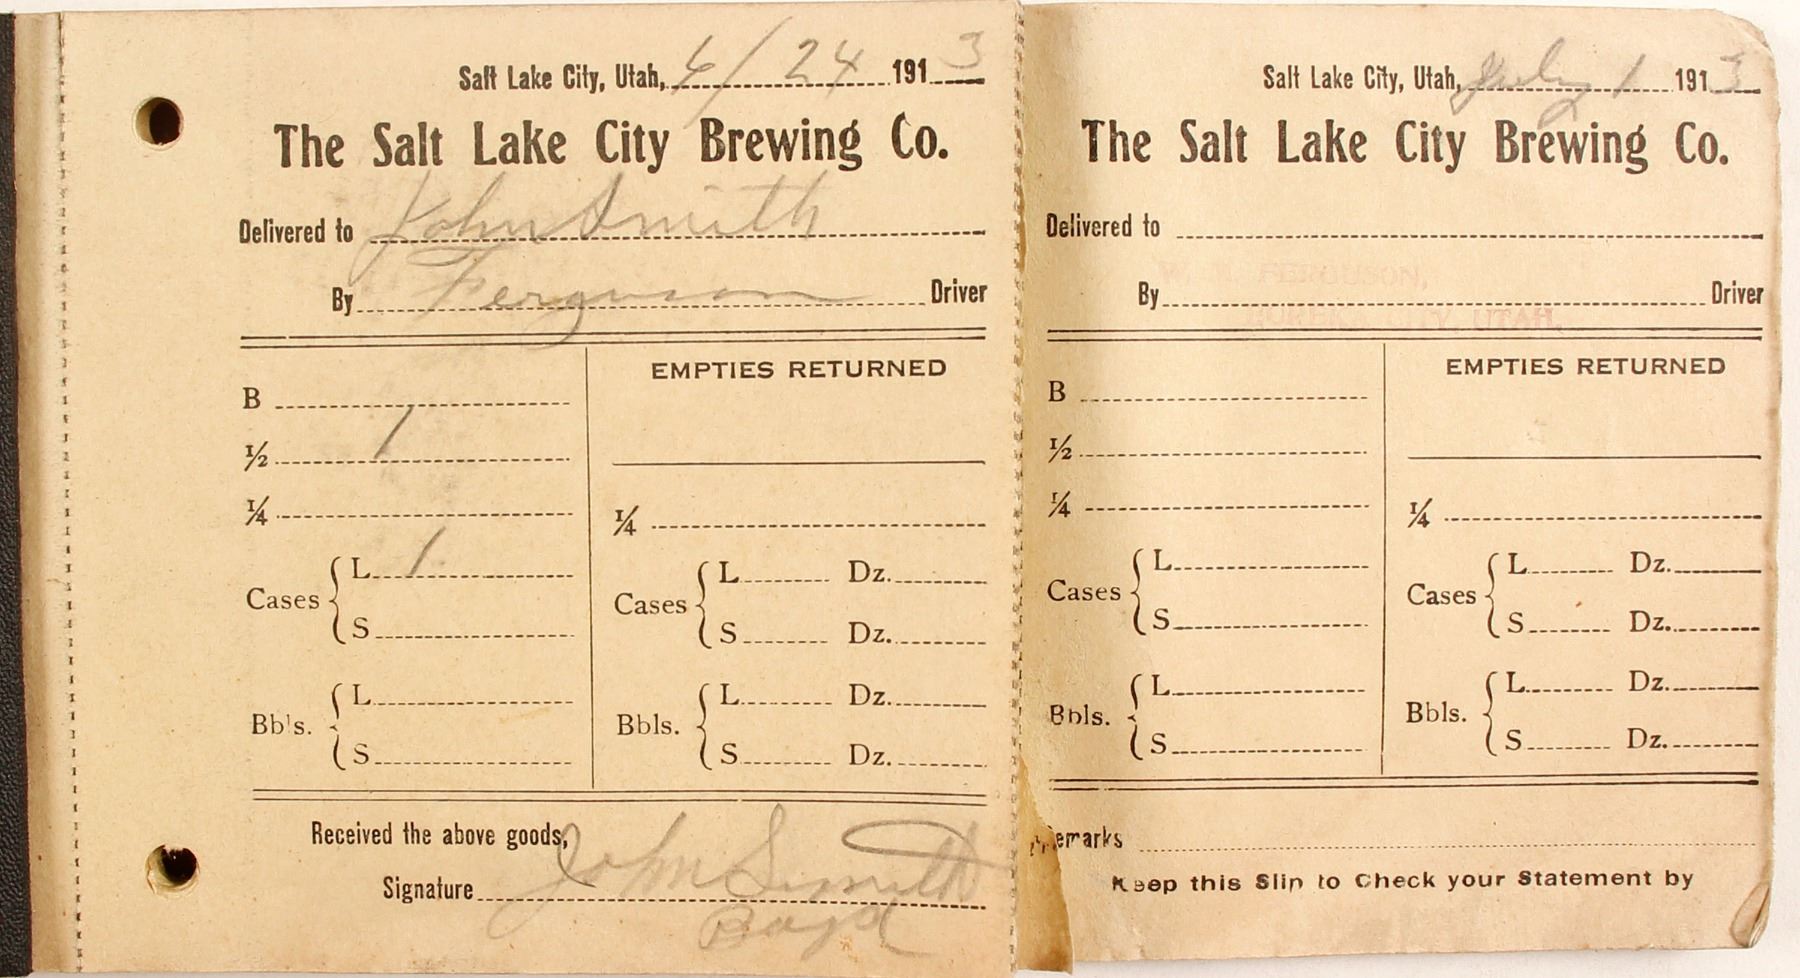 Salt Lake City, Utah, 6/24 1913
The Salt Lake City Brewing Co.
Delivered to John Smith
By Ferguson Driver
B
1/2 1
1/4
Cases L 1
S
Bbls. L
S
EMPTIES RETURNED
1/4
Cases L Dz.
S Dz.
Bbls. L Dz.
S Dz.
Received the above goods,
Signature John Smith
Boyd
Salt Lake City, Utah, July 1 1913
The Salt Lake City Brewing Co.
Delivered to
W. H. FERGUSON,
By Driver
EUREKA CITY, UTAH.
B
1/2
1/4
Cases L
S
Bbls. L
S
EMPTIES RETURNED
1/4
Cases L Dz.
S Dz.
Bbls. L Dz.
S Dz.
Remarks
Keep this Slip to Check your Statement by